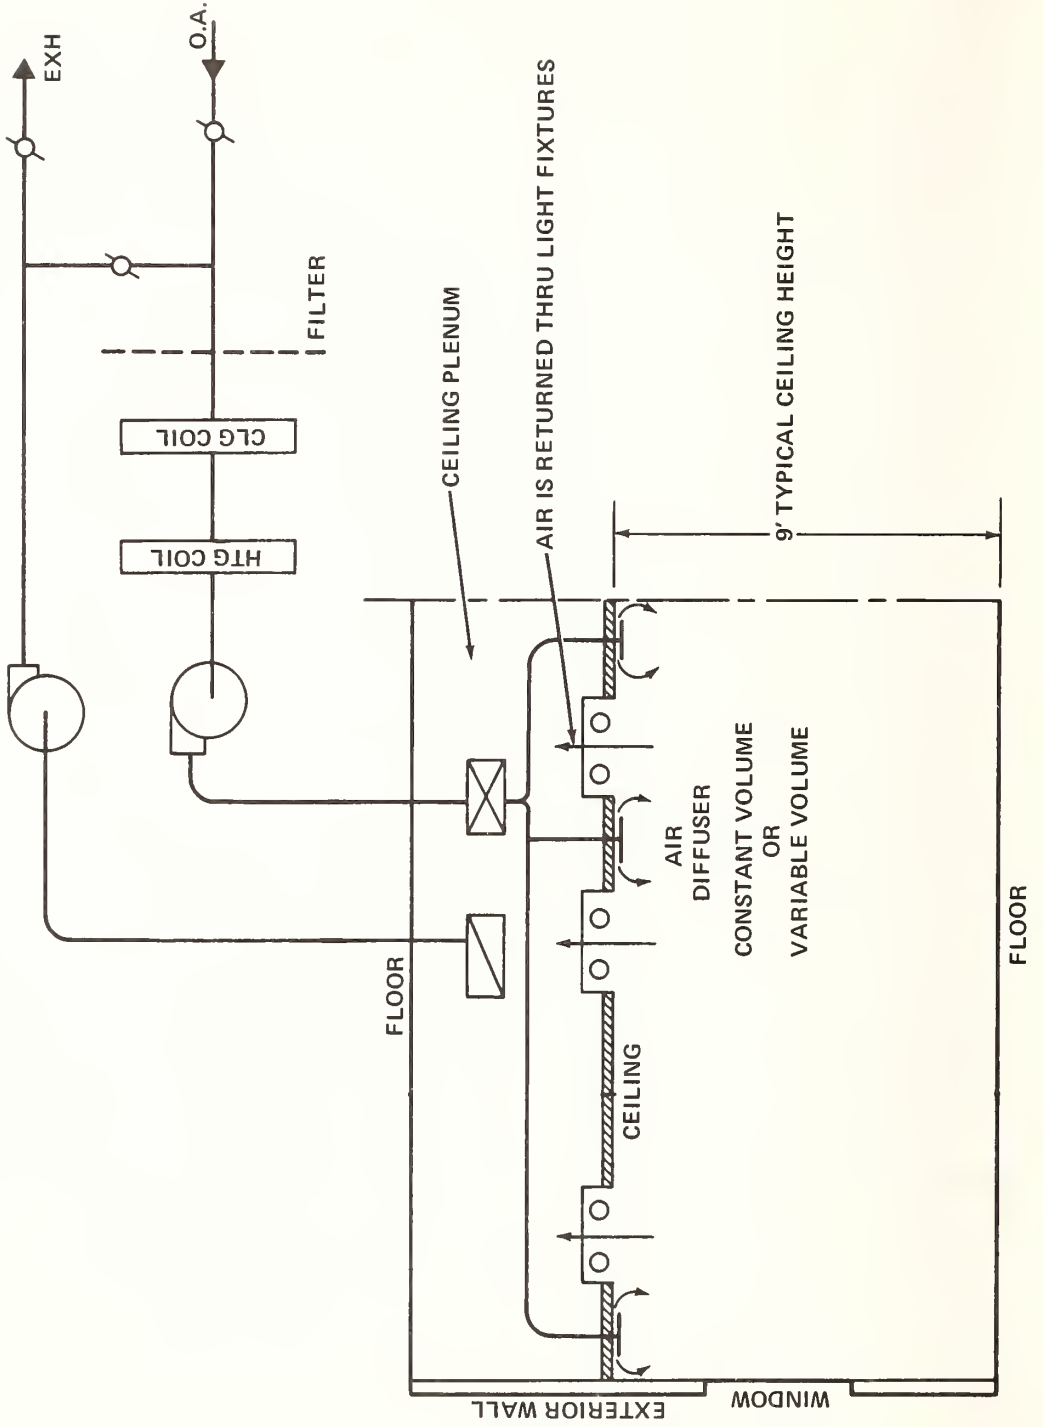 EXH
O.A.
FILTER
CLG COIL
HTG COIL
CEILING PLENUM
AIR IS RETURNED THRU LIGHT FIXTURES
9' TYPICAL CEILING HEIGHT
FLOOR
AIR
DIFFUSER
CONSTANT VOLUME
OR
VARIABLE VOLUME
CEILING
FLOOR
EXTERIOR WALL
WINDOW